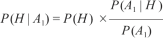 P(H | A₁) = P(H) × P(A₁ | H) / P(A₁)